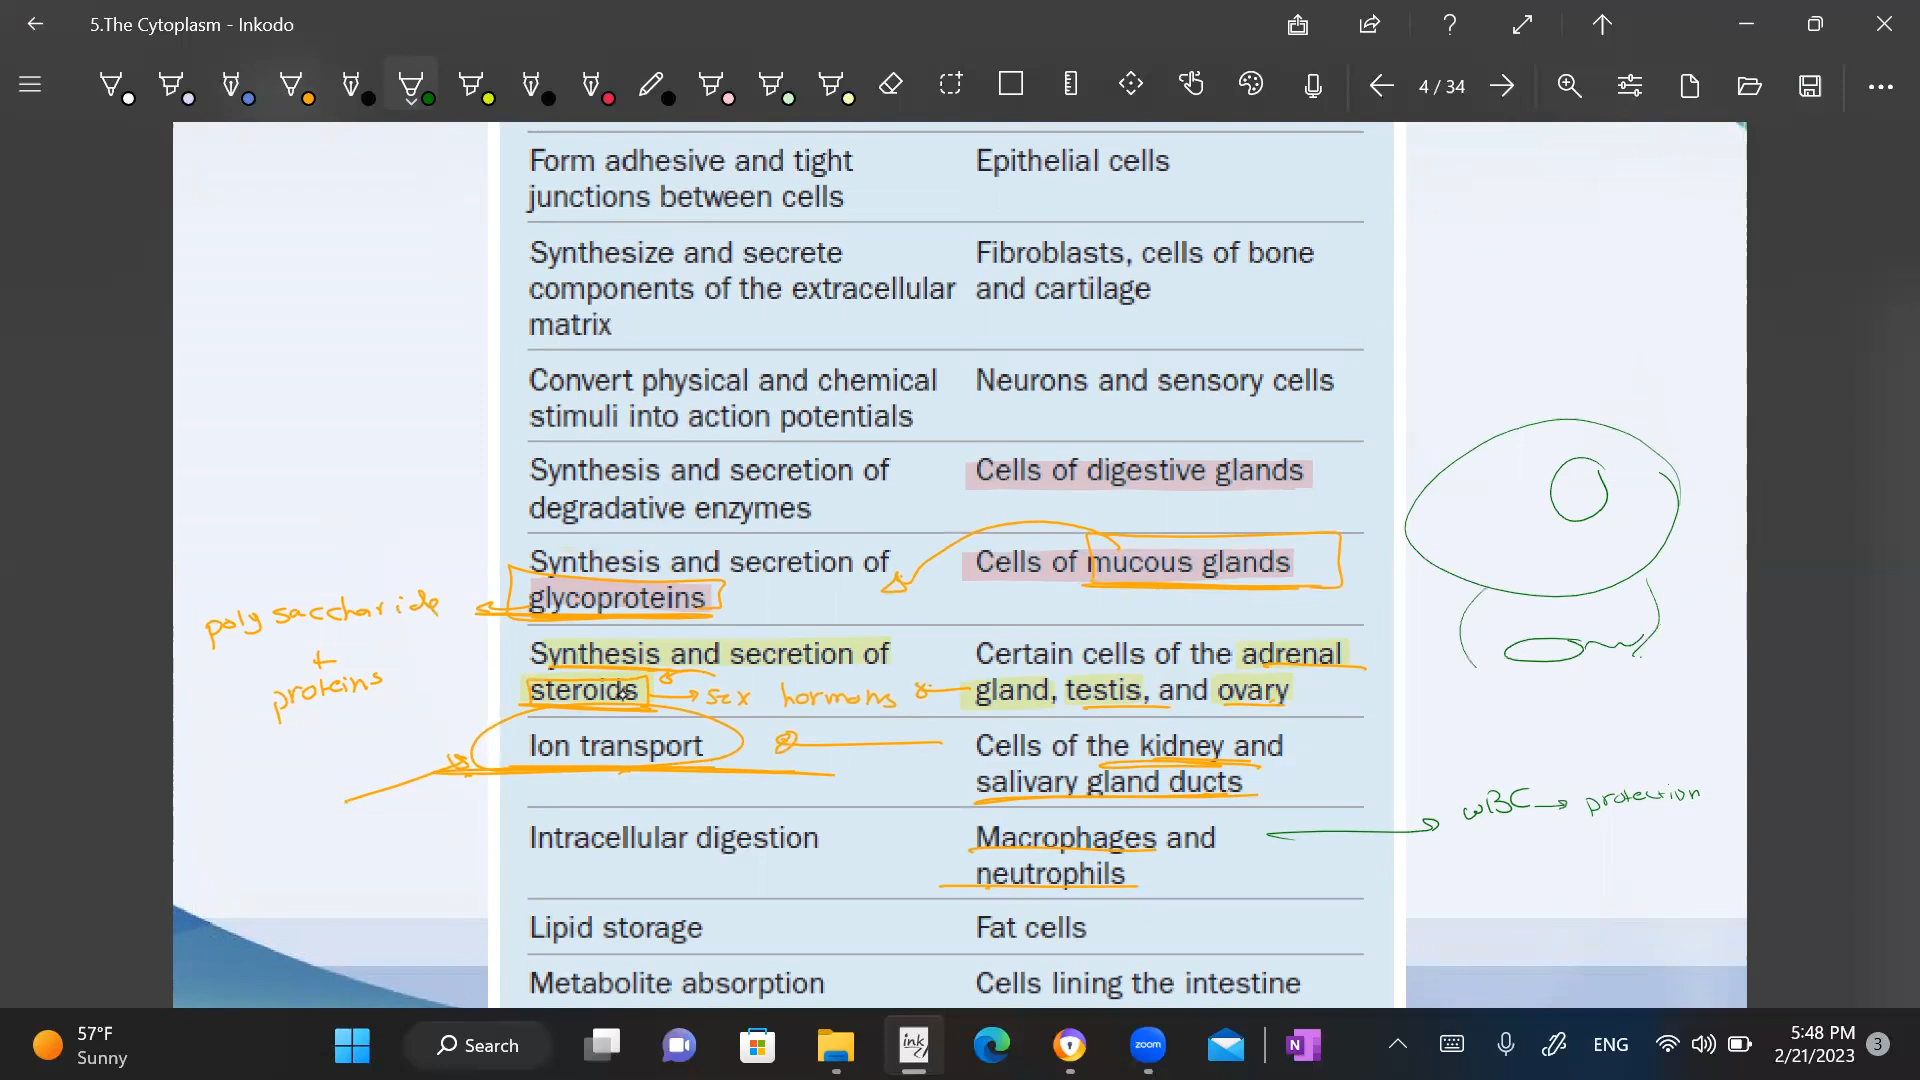 5.The Cytoplasm - Inkodo
4 / 34
Form adhesive and tight
junctions between cells
Epithelial cells
Synthesize and secrete
components of the extracellular
matrix
Fibroblasts, cells of bone
and cartilage
Convert physical and chemical
stimuli into action potentials
Neurons and sensory cells
Synthesis and secretion of
degradative enzymes
Cells of digestive glands
Synthesis and secretion of
glycoproteins
Cells of mucous glands
poly saccharide
+
proteins
Synthesis and secretion of
steroids
sex hormons
Certain cells of the adrenal
gland, testis, and ovary
Ion transport
Cells of the kidney and
salivary gland ducts
Intracellular digestion
Macrophages and
neutrophils
WBC → protection
Lipid storage
Fat cells
Metabolite absorption
Cells lining the intestine
57°F
Sunny
Search
ink
zoom
N
ENG
5:48 PM
2/21/2023
3